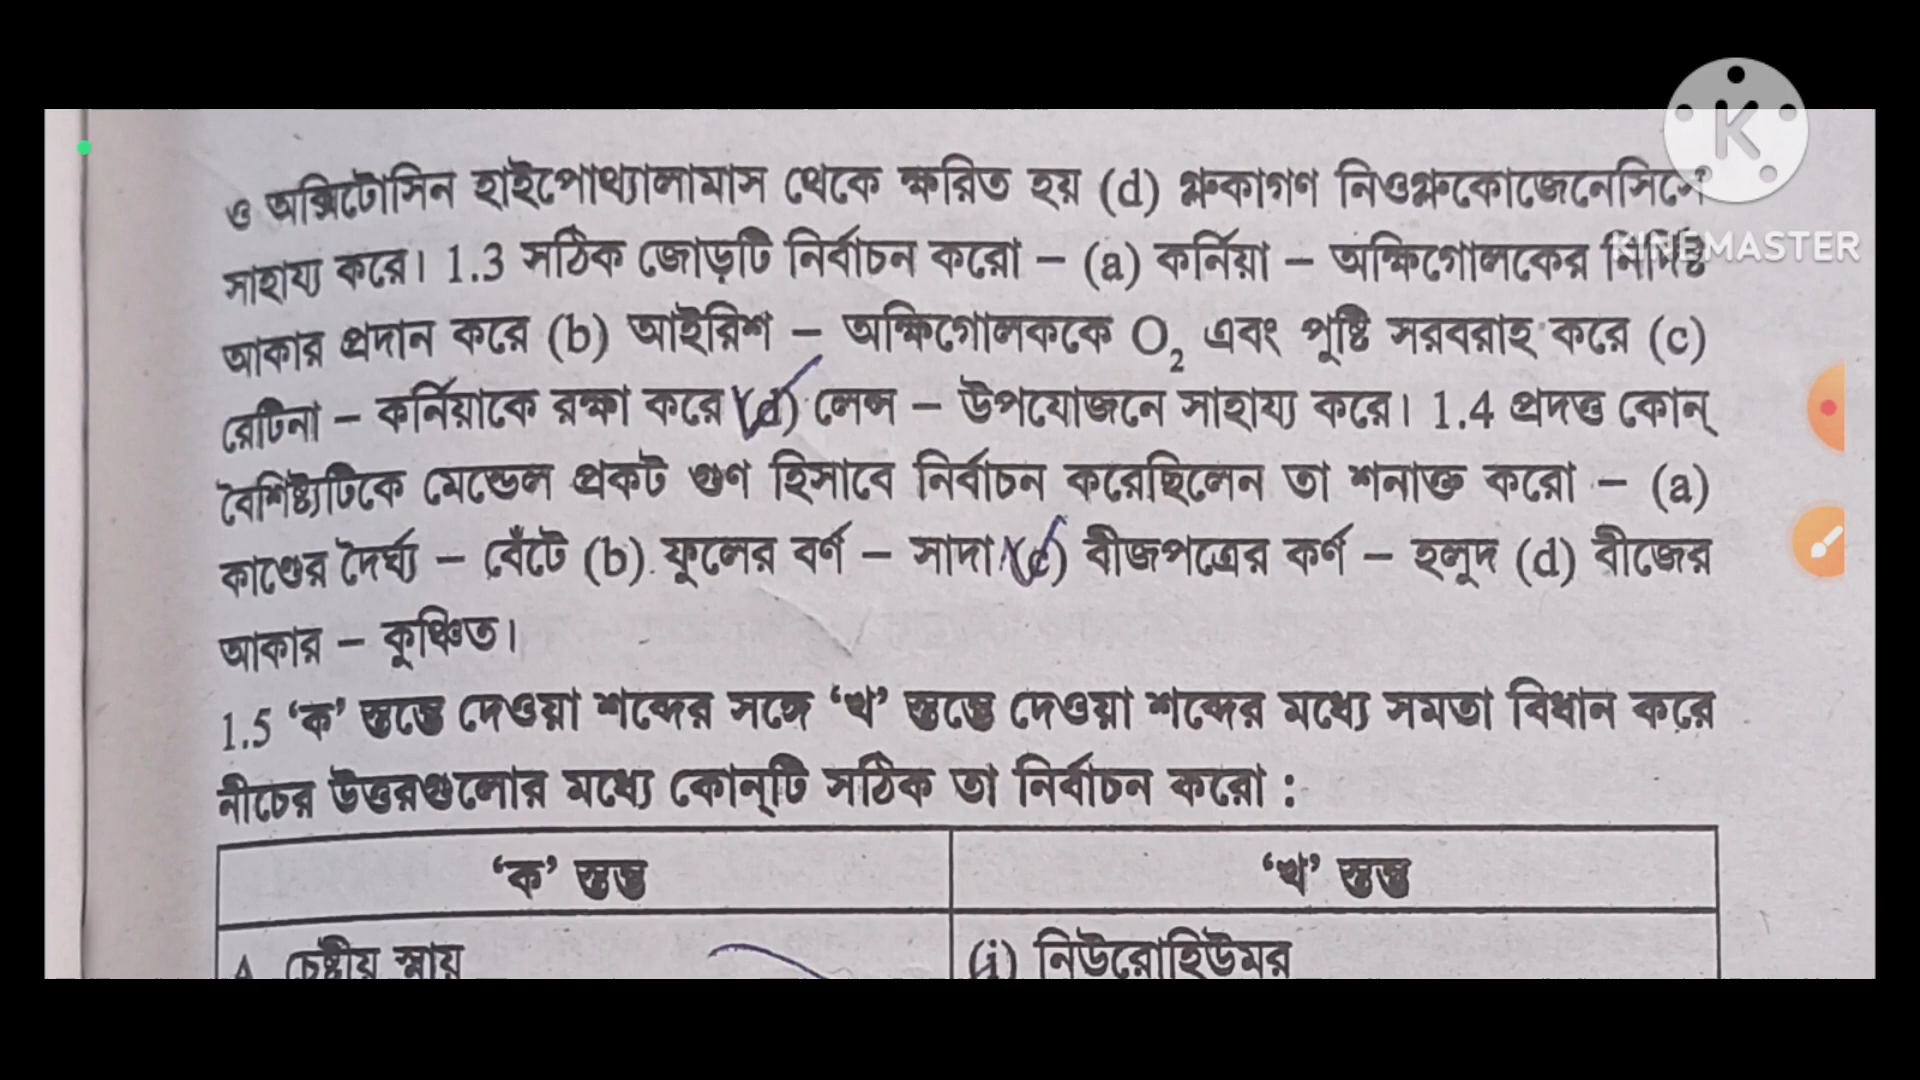 ও অক্সিটোসিন হাইপোথ্যালামাস থেকে ক্ষরিত হয় (d) গ্লুকাগণ নিওগ্লুকোজেনেসিসে
সাহায্য করে। 1.3 সঠিক জোড়টি নির্বাচন করো – (a) কর্নিয়া – অক্ষিগোলকের নির্দিষ্ট
আকার প্রদান করে (b) আইরিশ – অক্ষিগোলককে O₂ এবং পুষ্টি সরবরাহ করে (c)
রেটিনা – কর্নিয়াকে রক্ষা করে (d) লেন্স – উপযোজনে সাহায্য করে। 1.4 প্রদত্ত কোন্
বৈশিষ্ট্যটিকে মেন্ডেল প্রকট গুণ হিসাবে নির্বাচন করেছিলেন তা শনাক্ত করো – (a)
কাণ্ডের দৈর্ঘ্য – বেঁটে (b) ফুলের বর্ণ – সাদা (c) বীজপত্রের কর্ণ – হলুদ (d) বীজের
আকার – কুঞ্চিত।
1.5 ‘ক’ স্তম্ভে দেওয়া শব্দের সঙ্গে ‘খ’ স্তম্ভে দেওয়া শব্দের মধ্যে সমতা বিধান করে
নীচের উত্তরগুলোর মধ্যে কোন্‌টি সঠিক তা নির্বাচন করো :
‘ক’ স্তম্ভ ‘খ’ স্তম্ভ
A. চেষ্টীয় স্নায়ু (i) নিউরোহিউমর
K
KINEMASTER